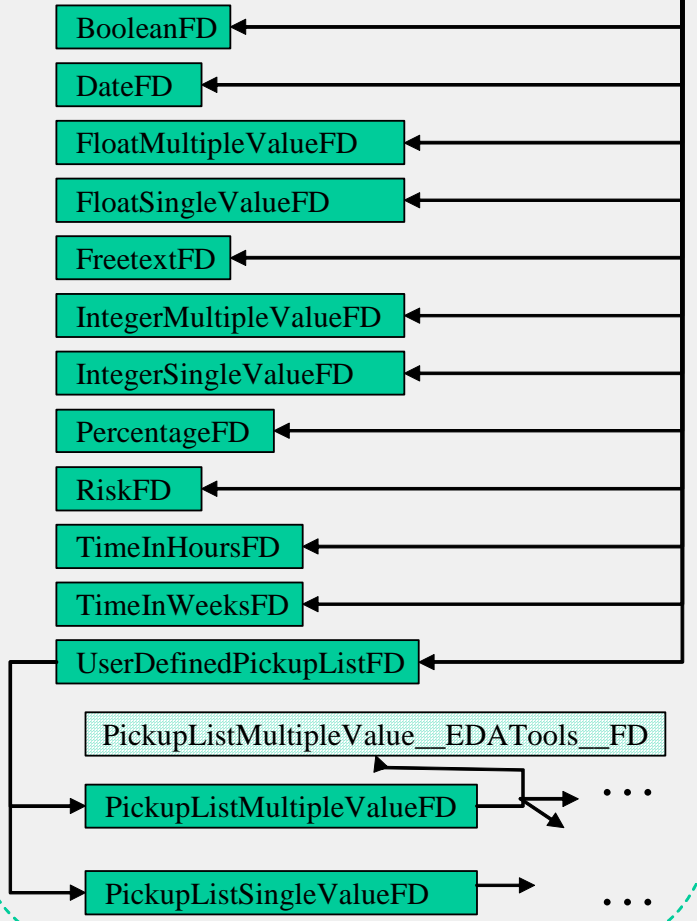 BooleanFD
DateFD
FloatMultipleValueFD
FloatSingleValueFD
FreetextFD
IntegerMultipleValueFD
IntegerSingleValueFD
PercentageFD
RiskFD
TimeInHoursFD
TimeInWeeksFD
UserDefinedPickupListFD
PickupListMultipleValue__EDATools__FD
PickupListMultipleValueFD
...
PickupListSingleValueFD
...